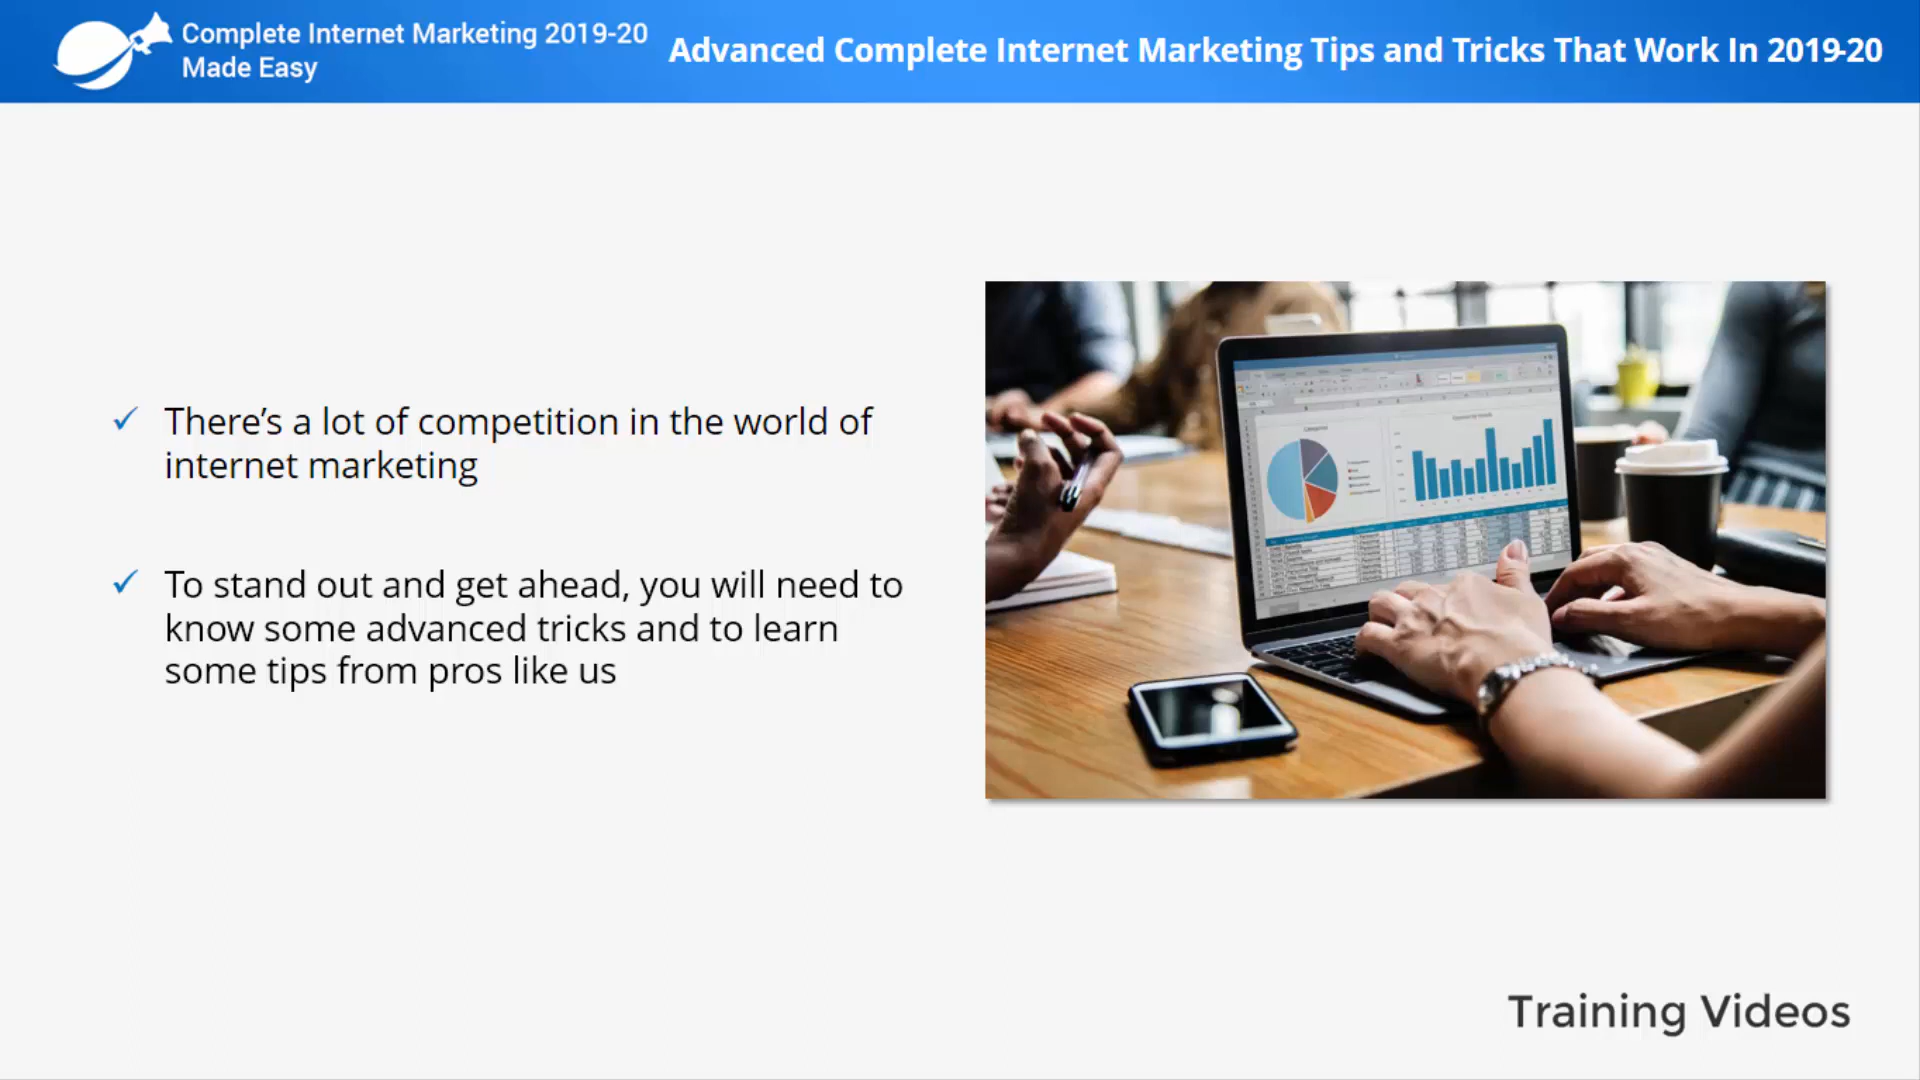 Complete Internet Marketing 2019-20
Made Easy
Advanced Complete Internet Marketing Tips and Tricks That Work In 2019-20
There’s a lot of competition in the world of
internet marketing
To stand out and get ahead, you will need to
know some advanced tricks and to learn
some tips from pros like us
Training Videos